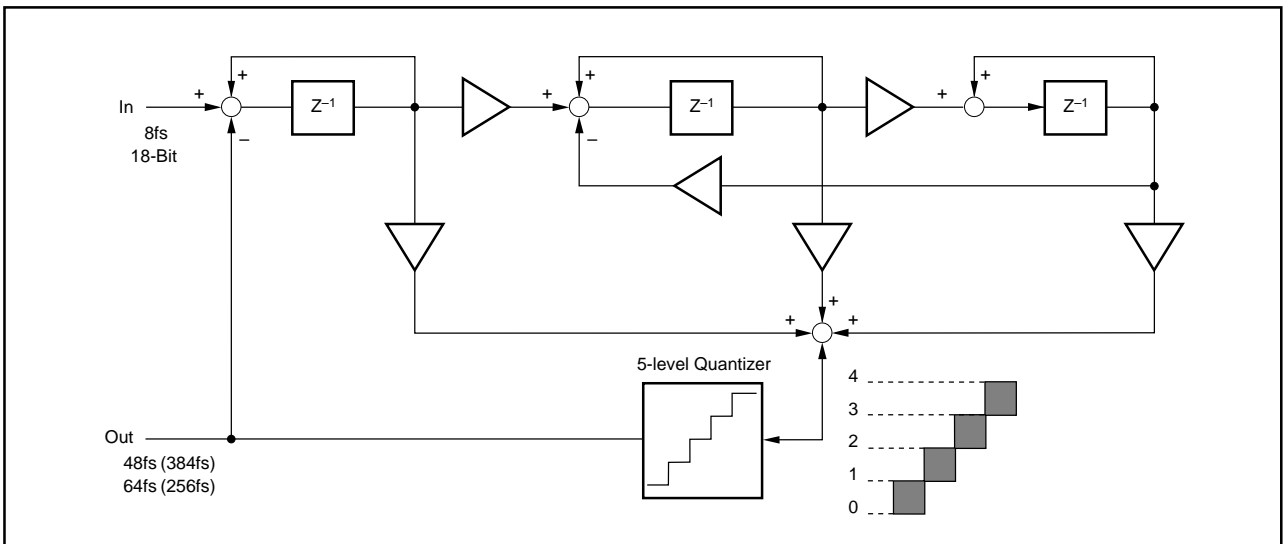 +
+
+
In
+
Z–1
+
Z–1
+
Z–1
8fs
18-Bit
–
–
+
+
+
5-level Quantizer
4
3
2
1
0
Out
48fs (384fs)
64fs (256fs)